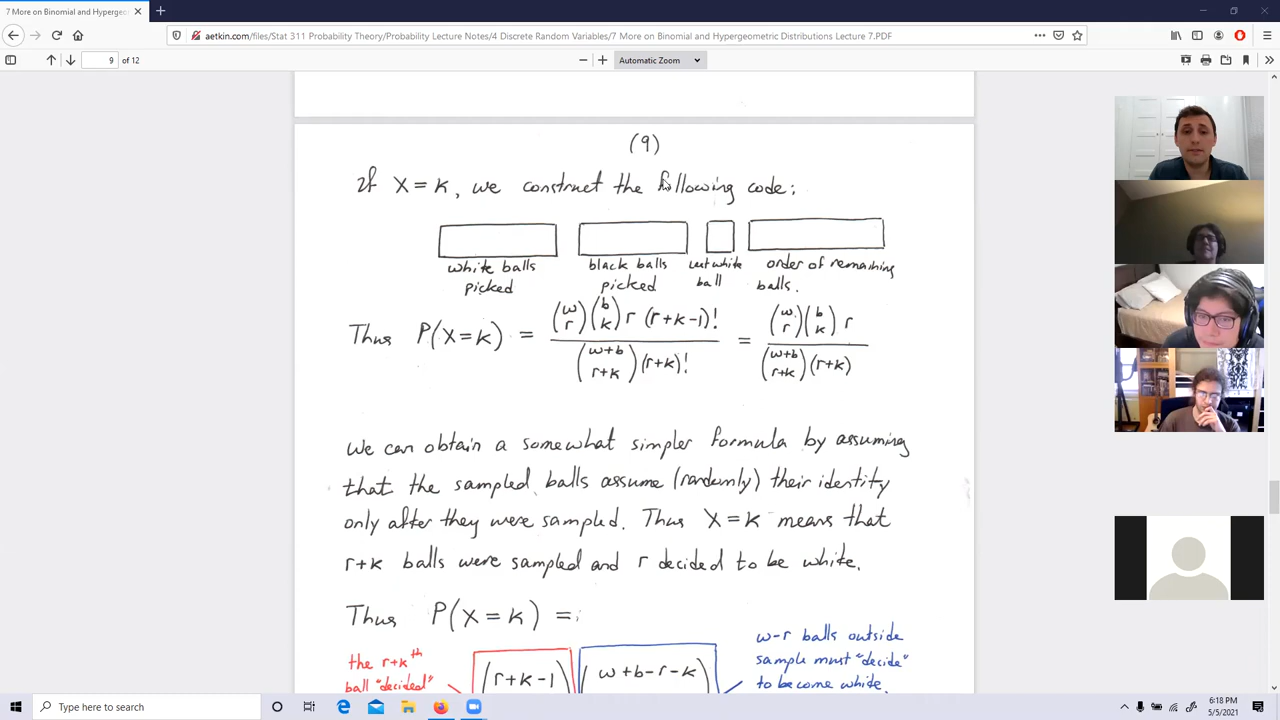 7 More on Binomial and Hypergeo
aetkin.com/files/Stat 311 Probability Theory/Probability Lecture Notes/4 Discrete Random Variables/7 More on Binomial and Hypergeometric Distributions Lecture 7.PDF
9 of 12
Automatic Zoom
(9)
If X = k, we construct the following code:
white balls picked
black balls picked
last white ball
order of remaining balls.
Thus P(X = k) = (w r)(b k) r (r+k-1)! / (w+b r+k)(r+k)! = (w r)(b k) r / (w+b r+k)(r+k)
We can obtain a somewhat simpler formula by assuming
that the sampled balls assume (randomly) their identity
only after they were sampled. Thus X = k means that
r+k balls were sampled and r decided to be white.
Thus P(X = k) =
w-r balls outside
sample must "decide"
to become white.
the r+kth
ball "decided"
(r+k-1) (w+b-r-k)
Type here to search
6:18 PM
5/5/2021